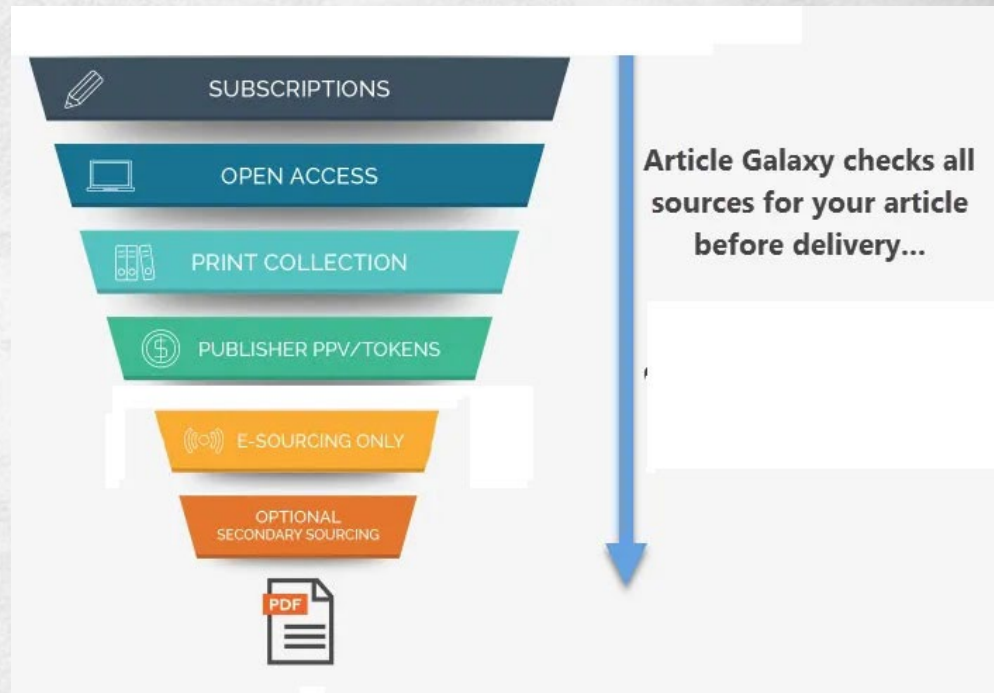 SUBSCRIPTIONS
OPEN ACCESS
PRINT COLLECTION
PUBLISHER PPV/TOKENS
E-SOURCING ONLY
OPTIONAL
SECONDARY SOURCING
PDF
Article Galaxy checks all
sources for your article
before delivery...